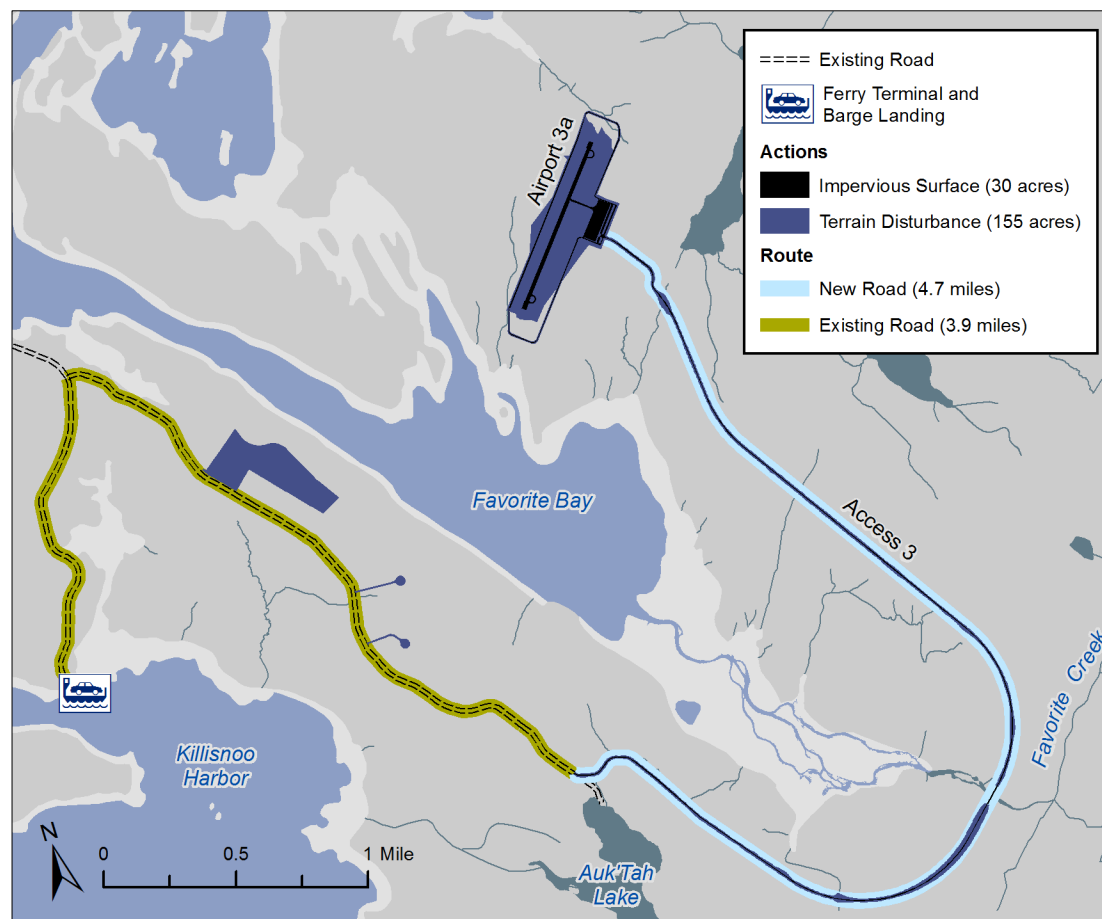 Existing Road
Ferry Terminal and
Barge Landing
Actions
Impervious Surface (30 acres)
Terrain Disturbance (155 acres)
Route
New Road (4.7 miles)
Existing Road (3.9 miles)
Airport 3a
Favorite Bay
Access 3
Favorite Creek
Killisnoo
Harbor
N
0 0.5 1 Mile
Auk'Tah
Lake